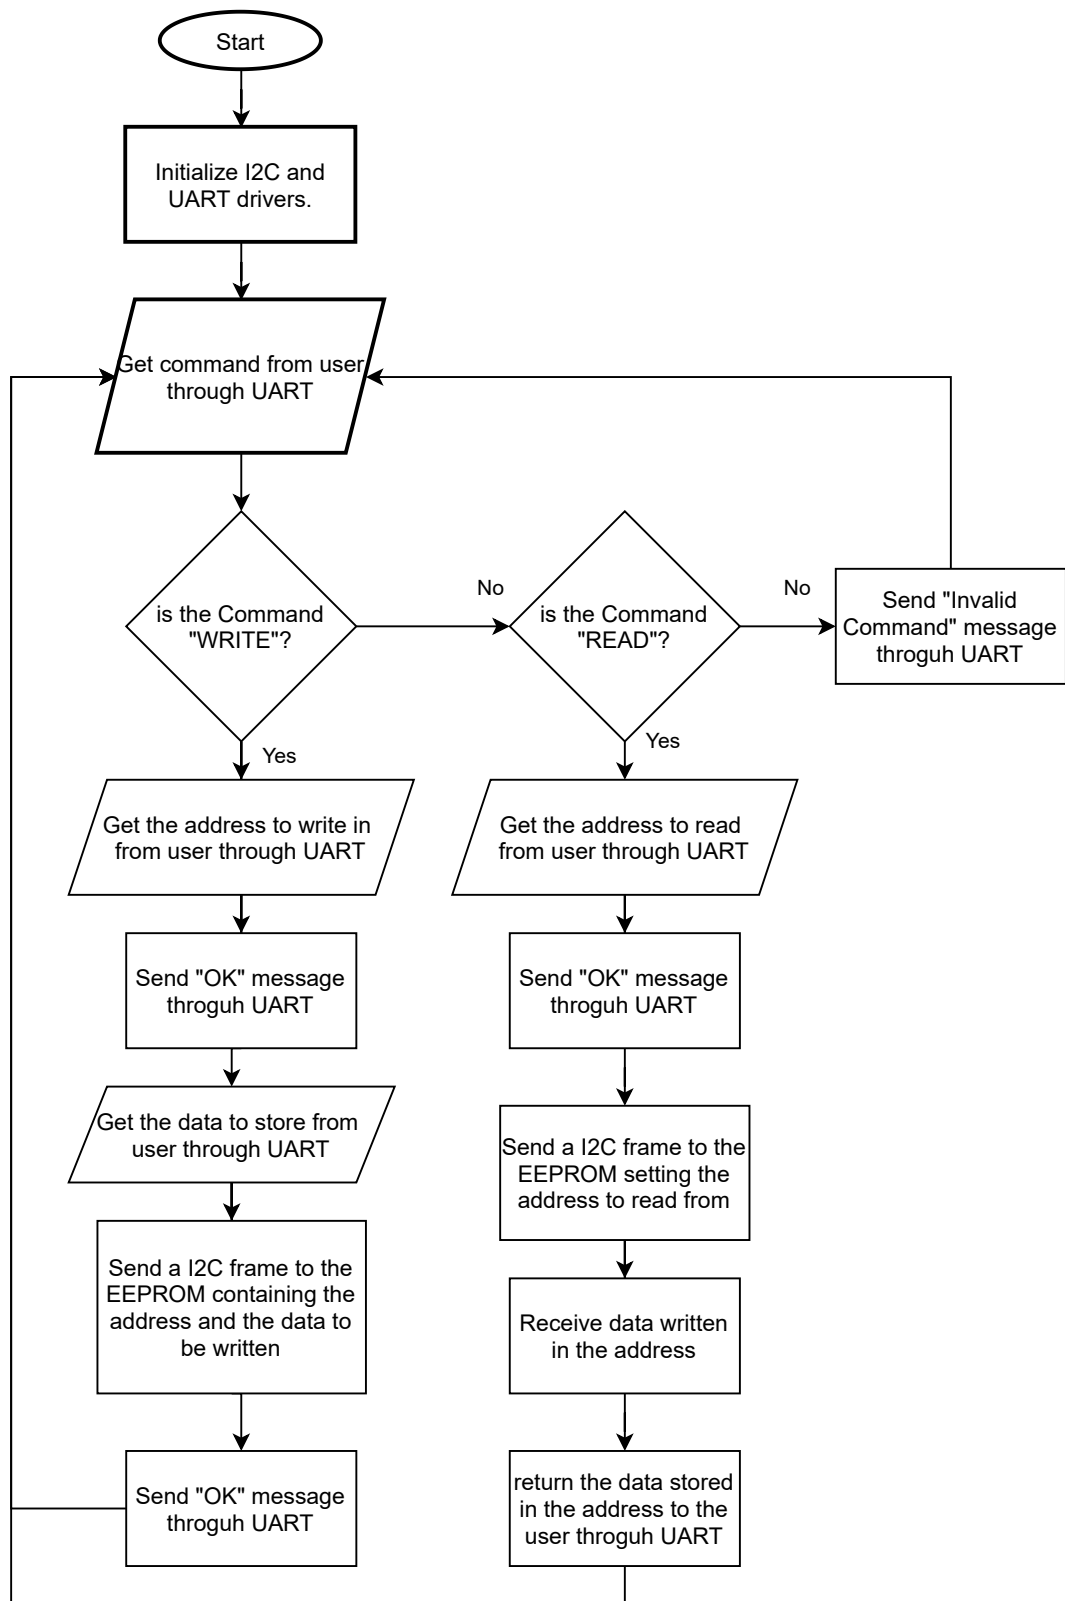 Start
Initialize I2C and
UART drivers.
Get command from user
through UART
is the Command
"WRITE"?
No
is the Command
"READ"?
No
Send "Invalid
Command" message
throguh UART
Yes
Yes
Get the address to write in
from user through UART
Get the address to read
from user through UART
Send "OK" message
throguh UART
Send "OK" message
throguh UART
Get the data to store from
user through UART
Send a I2C frame to the
EEPROM setting the
address to read from
Send a I2C frame to the
EEPROM containing the
address and the data to
be written
Receive data written
in the address
Send "OK" message
throguh UART
return the data stored
in the address to the
user throguh UART